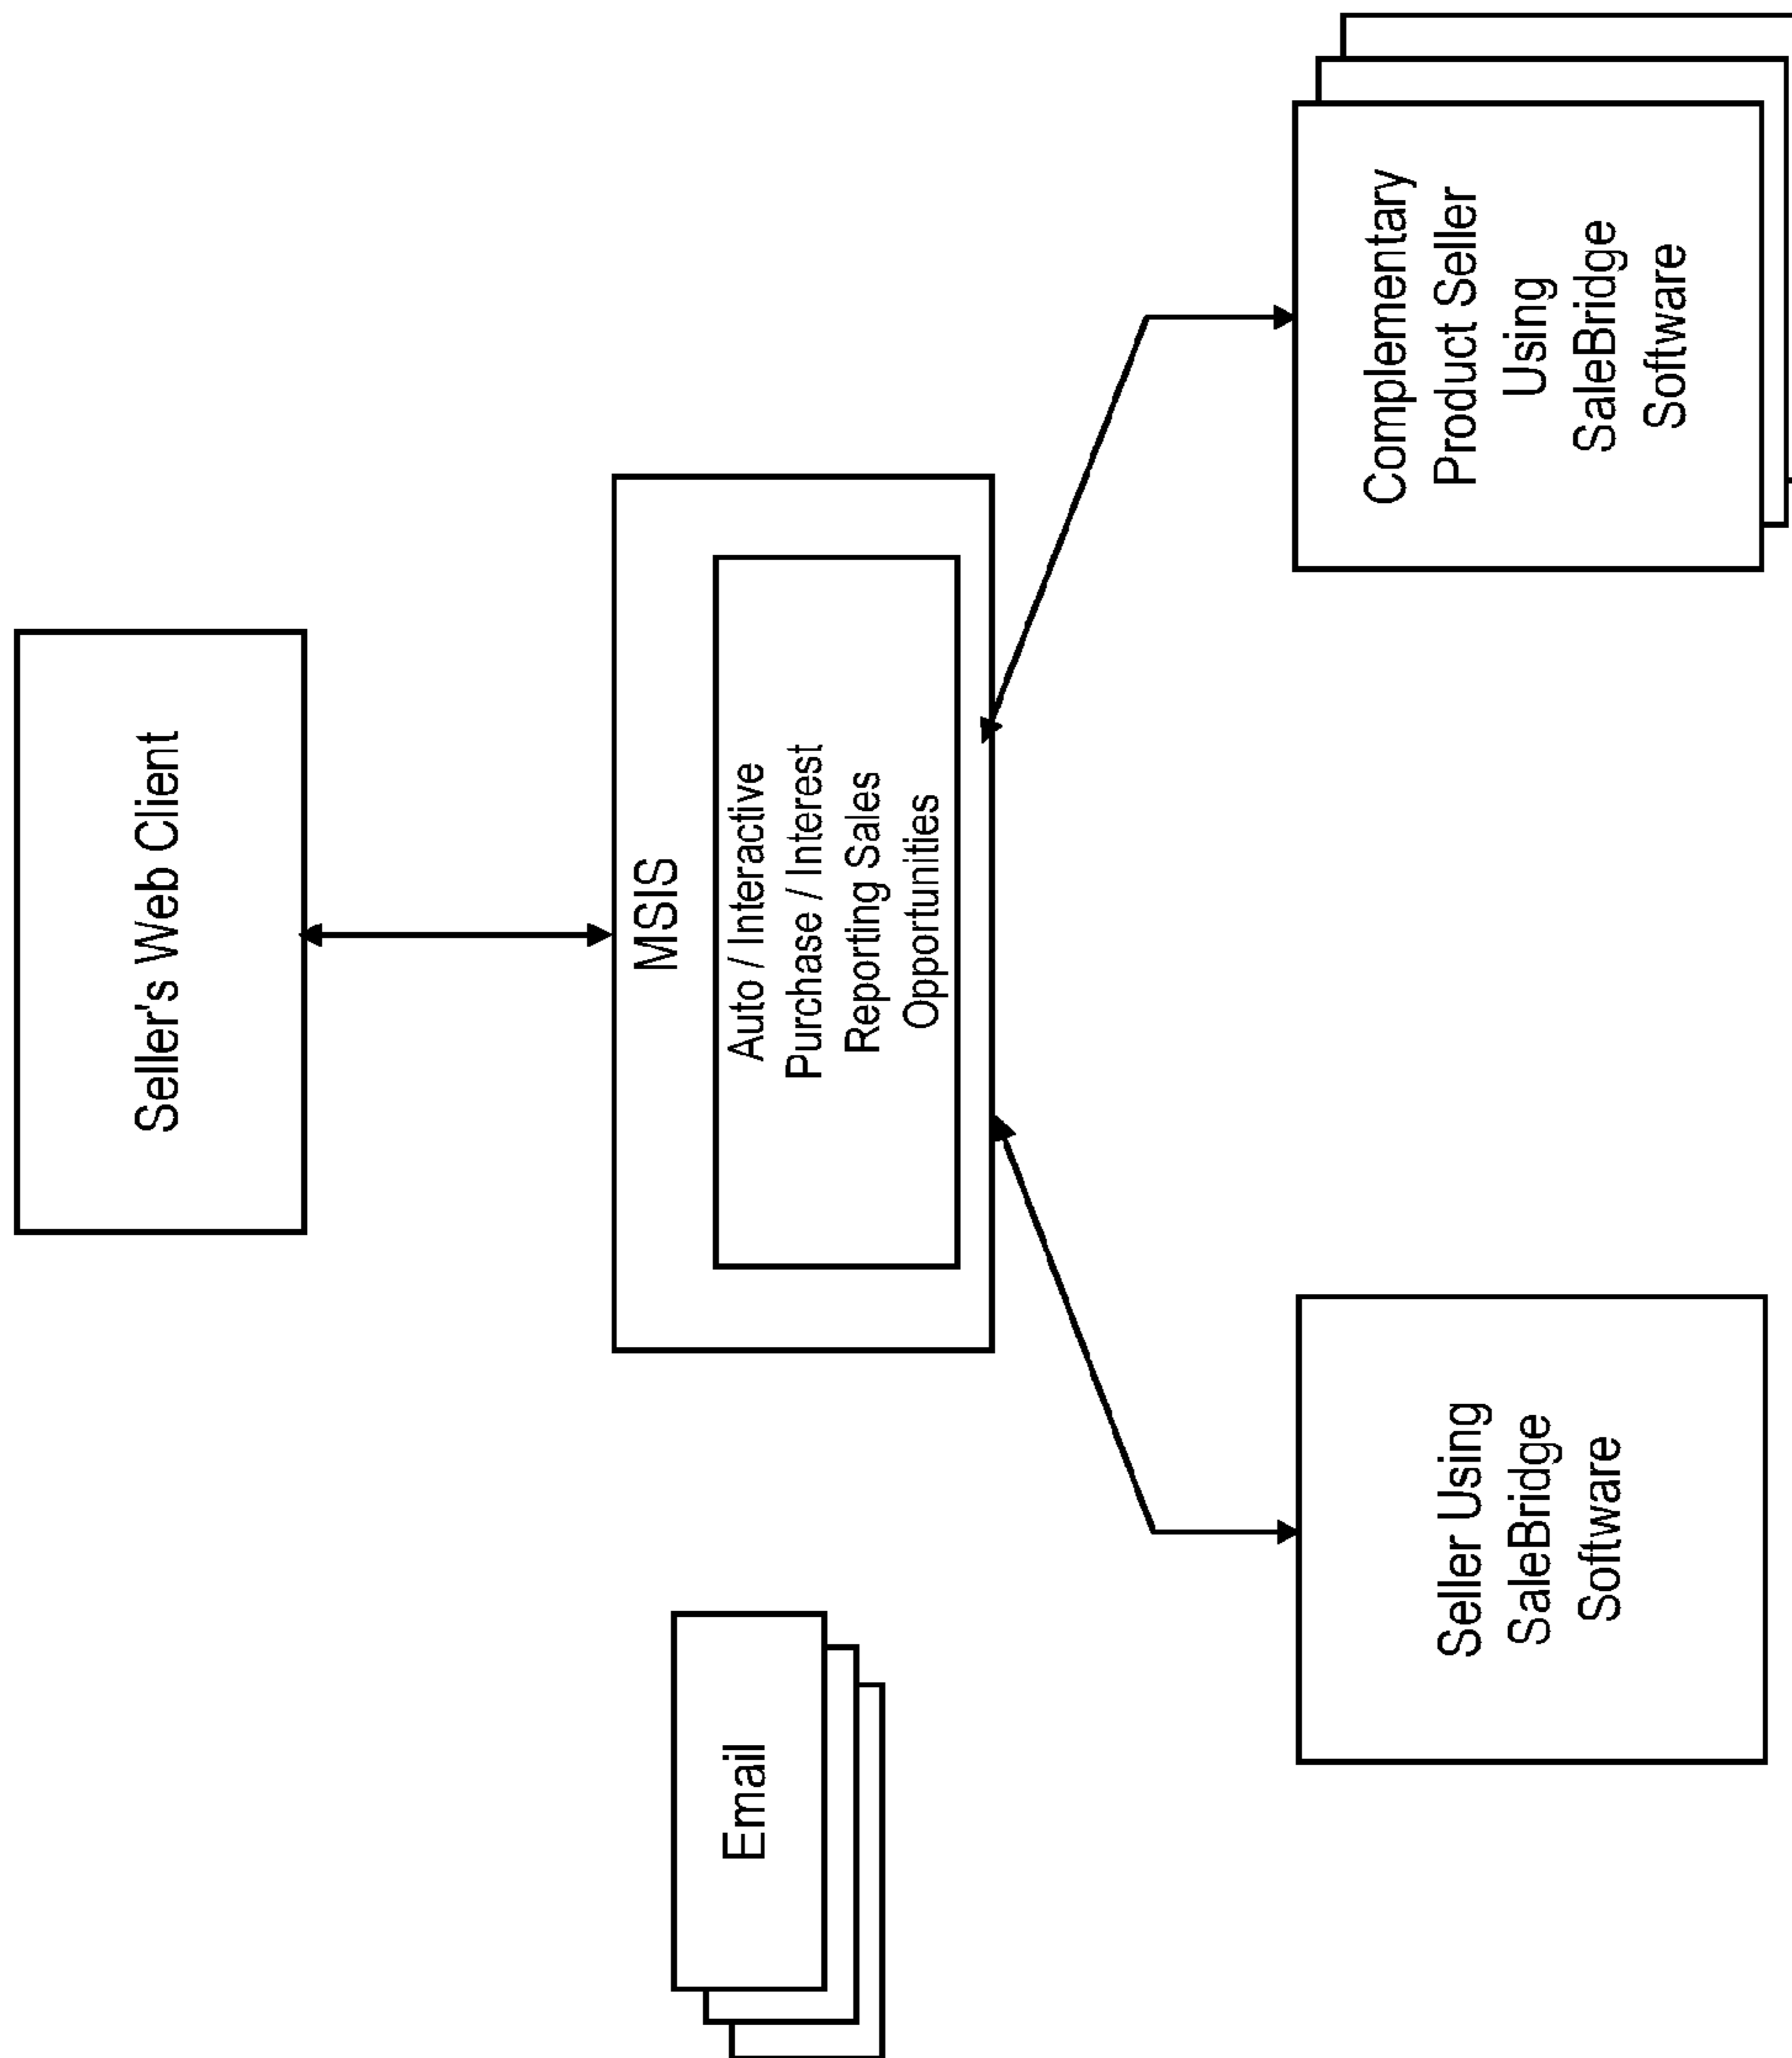 Seller's Web Client
MSIS
Auto / Interactive
Purchase / Interest
Reporting Sales
Opportunities
Email
Seller Using
SaleBridge
Software
Complementary
Product Seller
Using
SaleBridge
Software